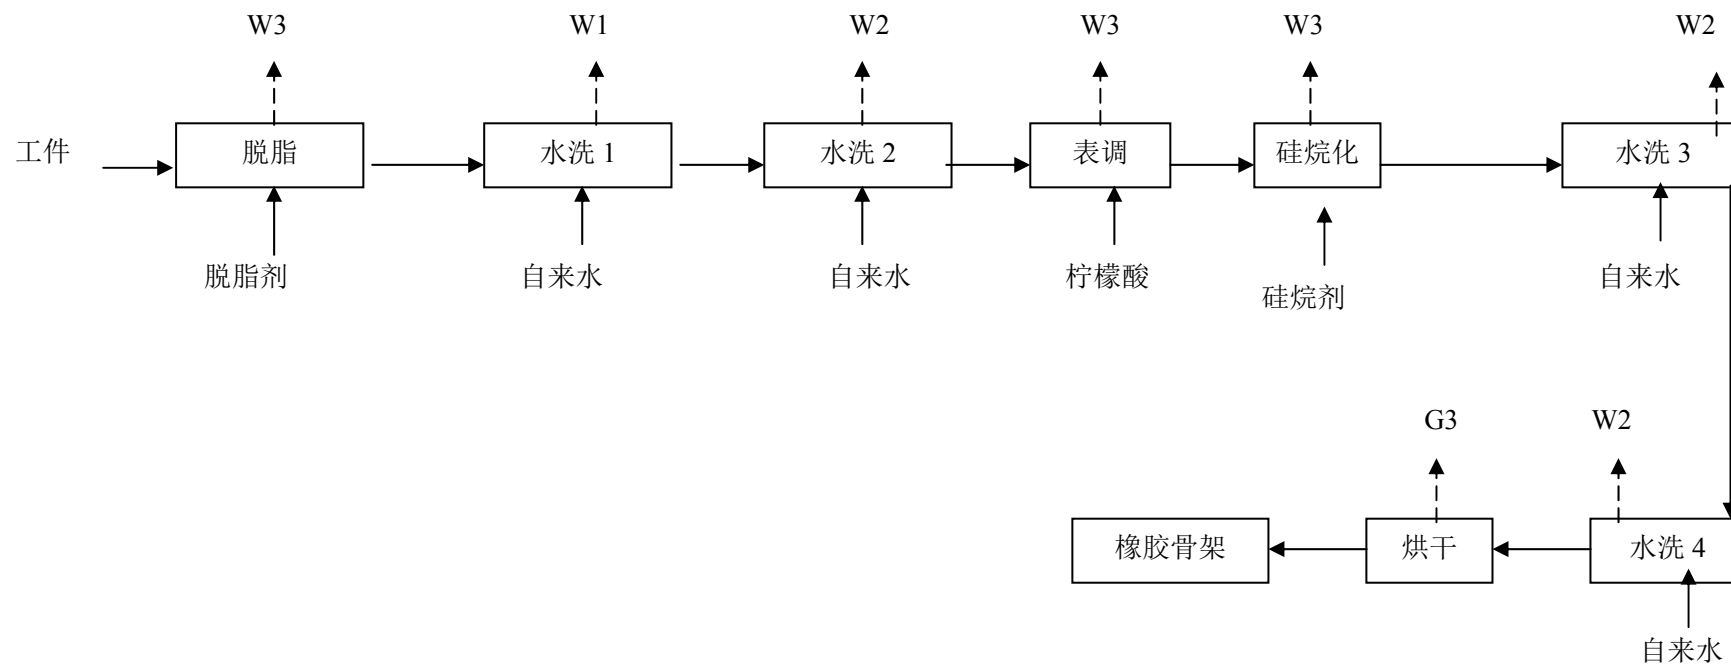 W3 W1 W2 W3 W3 W2
工件 脱脂 水洗 1 水洗 2 表调 硅烷化 水洗 3
脱脂剂 自来水 自来水 柠檬酸 硅烷剂 自来水
G3 W2
橡胶骨架 烘干 水洗 4
自来水